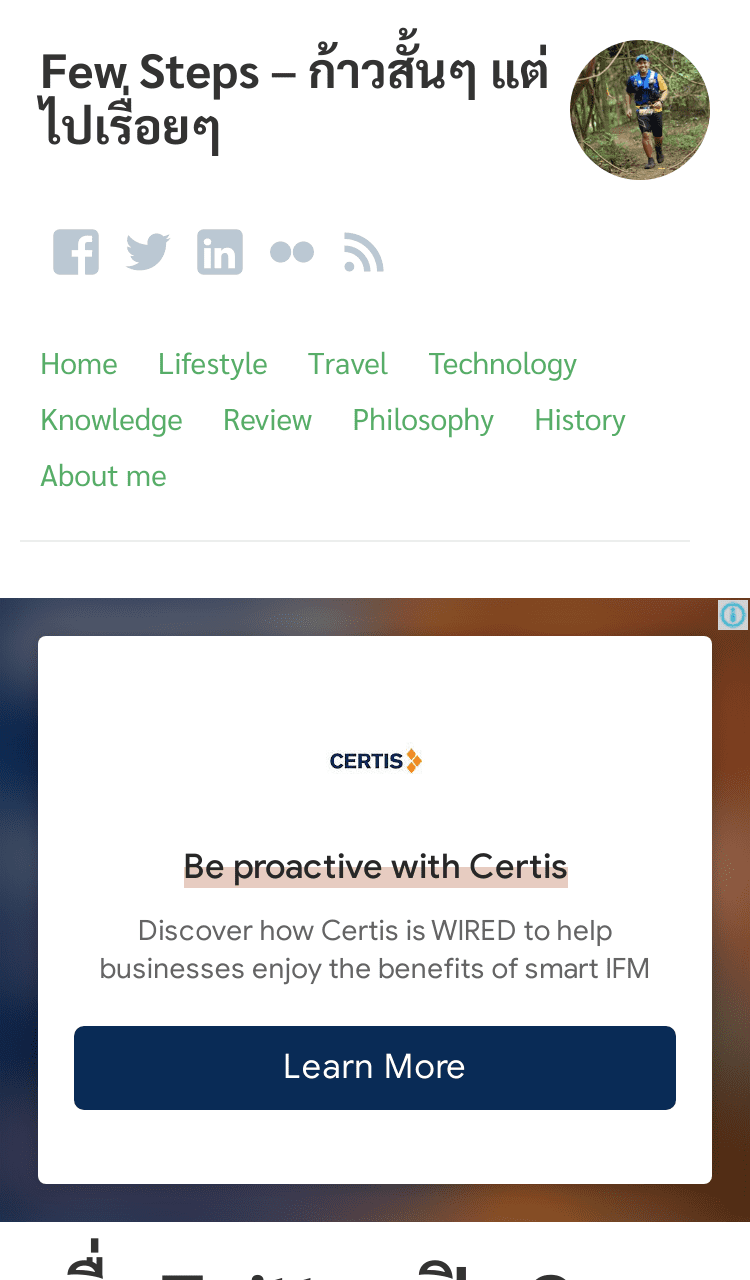 Few Steps – ก้าวสั้นๆ แต่
ไปเรื่อยๆ
Home Lifestyle Travel Technology
Knowledge Review Philosophy History
About me
CERTIS
Be proactive with Certis
Discover how Certis is WIRED to help
businesses enjoy the benefits of smart IFM
Learn More